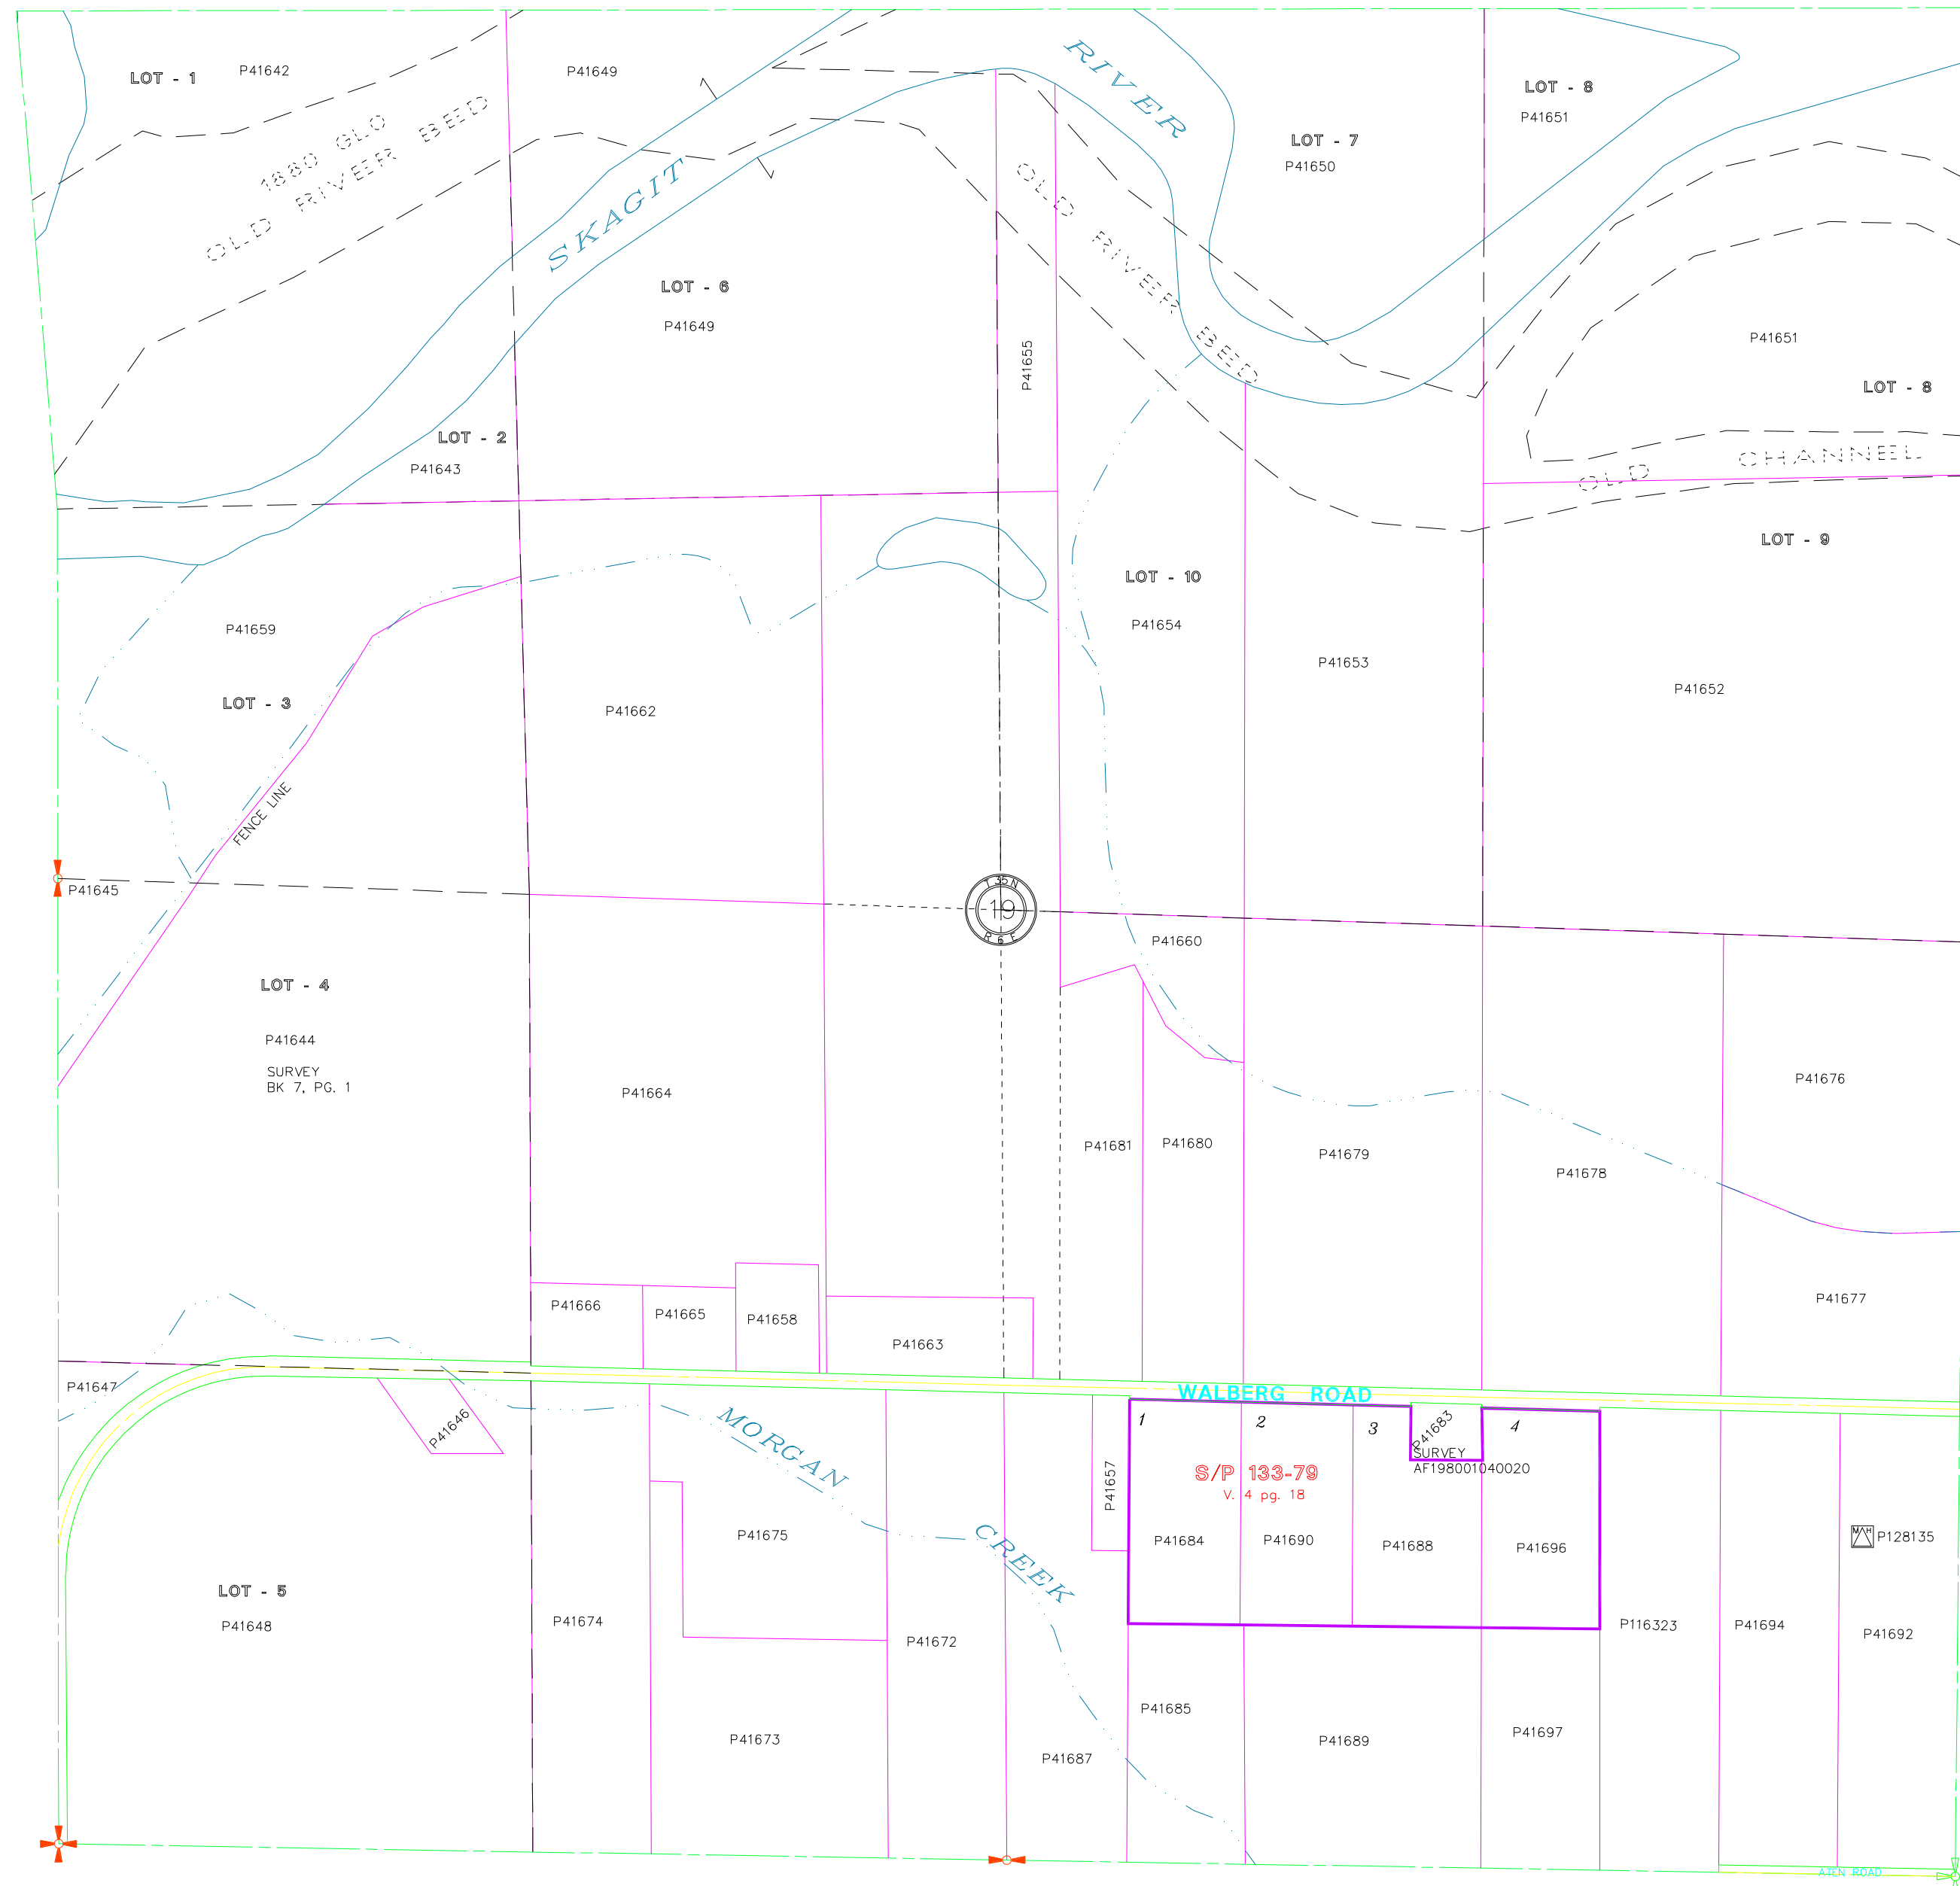 LOT - 1
P41642
P41649
SKAGIT RIVER
LOT - 8
P41651
LOT - 7
P41650
1880 GLO
OLD RIVER BED
OLD RIVER BED
LOT - 6
P41649
P41655
P41651
LOT - 8
LOT - 2
P41643
OLD CHANNEL
LOT - 9
LOT - 10
P41654
P41659
P41653
P41652
LOT - 3
P41662
FENCE LINE
P41645
T 35 N
19
R 6 E
P41660
LOT - 4
P41644
SURVEY
BK 7, PG. 1
P41664
P41676
P41681
P41680
P41679
P41678
P41677
P41666
P41665
P41658
P41663
P41647
P41646
WALBERG ROAD
1
2
3
4
P41683
SURVEY
AF198001040020
S/P 133-79
V. 4 pg. 18
MORGAN CREEK
P41657
P41675
P41684
P41690
P41688
P41696
M H
P128135
LOT - 5
P41648
P41674
P41672
P116323
P41694
P41692
P41673
P41687
P41685
P41689
P41697